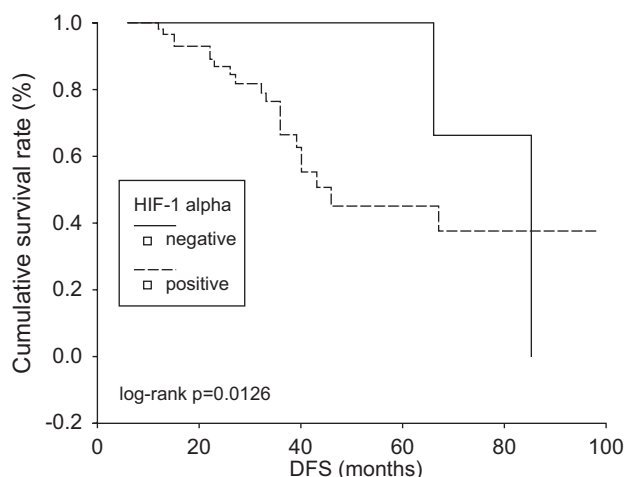 Cumulative survival rate (%)
1.0
0.8
0.6
0.4
0.2
0.0
-0.2
HIF-1 alpha
negative
positive
log-rank p=0.0126
0 20 40 60 80 100
DFS (months)